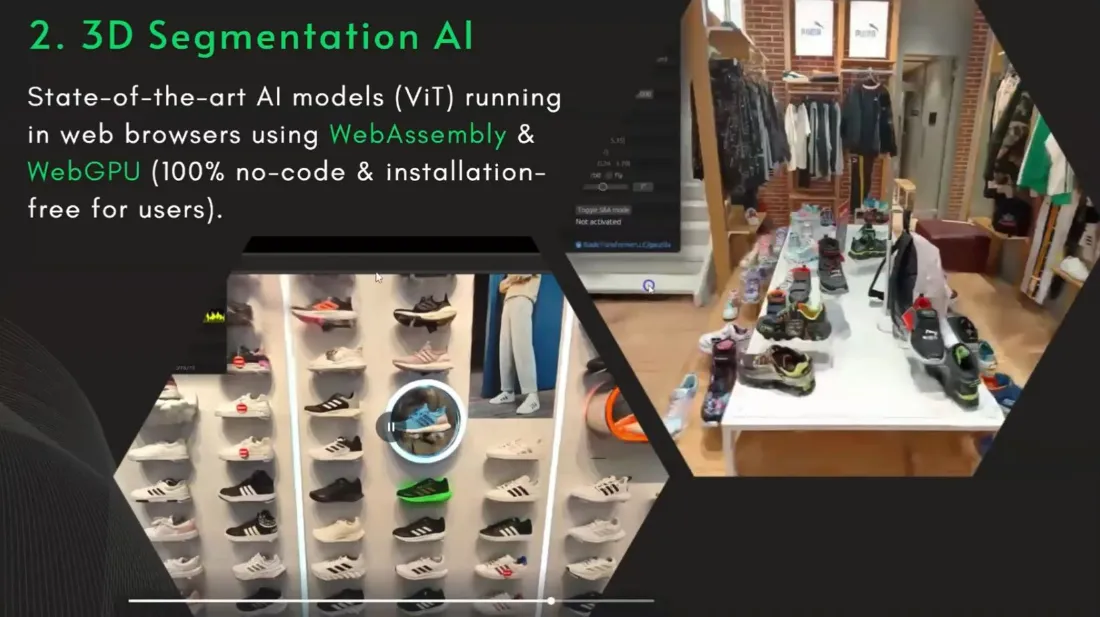 2. 3D Segmentation AI
State-of-the-art AI models (ViT) running
in web browsers using WebAssembly &
WebGPU (100% no-code & installation-
free for users).
Toggle SBA mode
Not activated